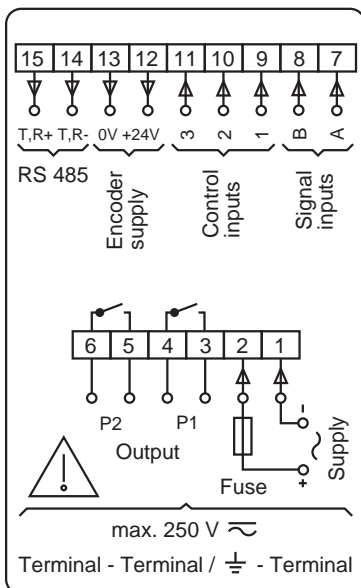 15 14 13 12 11 10 9 8 7
T,R+ T,R- 0V +24V 3 2 1 B A
RS 485
Encoder supply
Control inputs
Signal inputs
6 5 4 3 2 1
P2 P1
Output
Fuse
- +
Supply
!
max. 250 V
Terminal - Terminal / ⏚ - Terminal